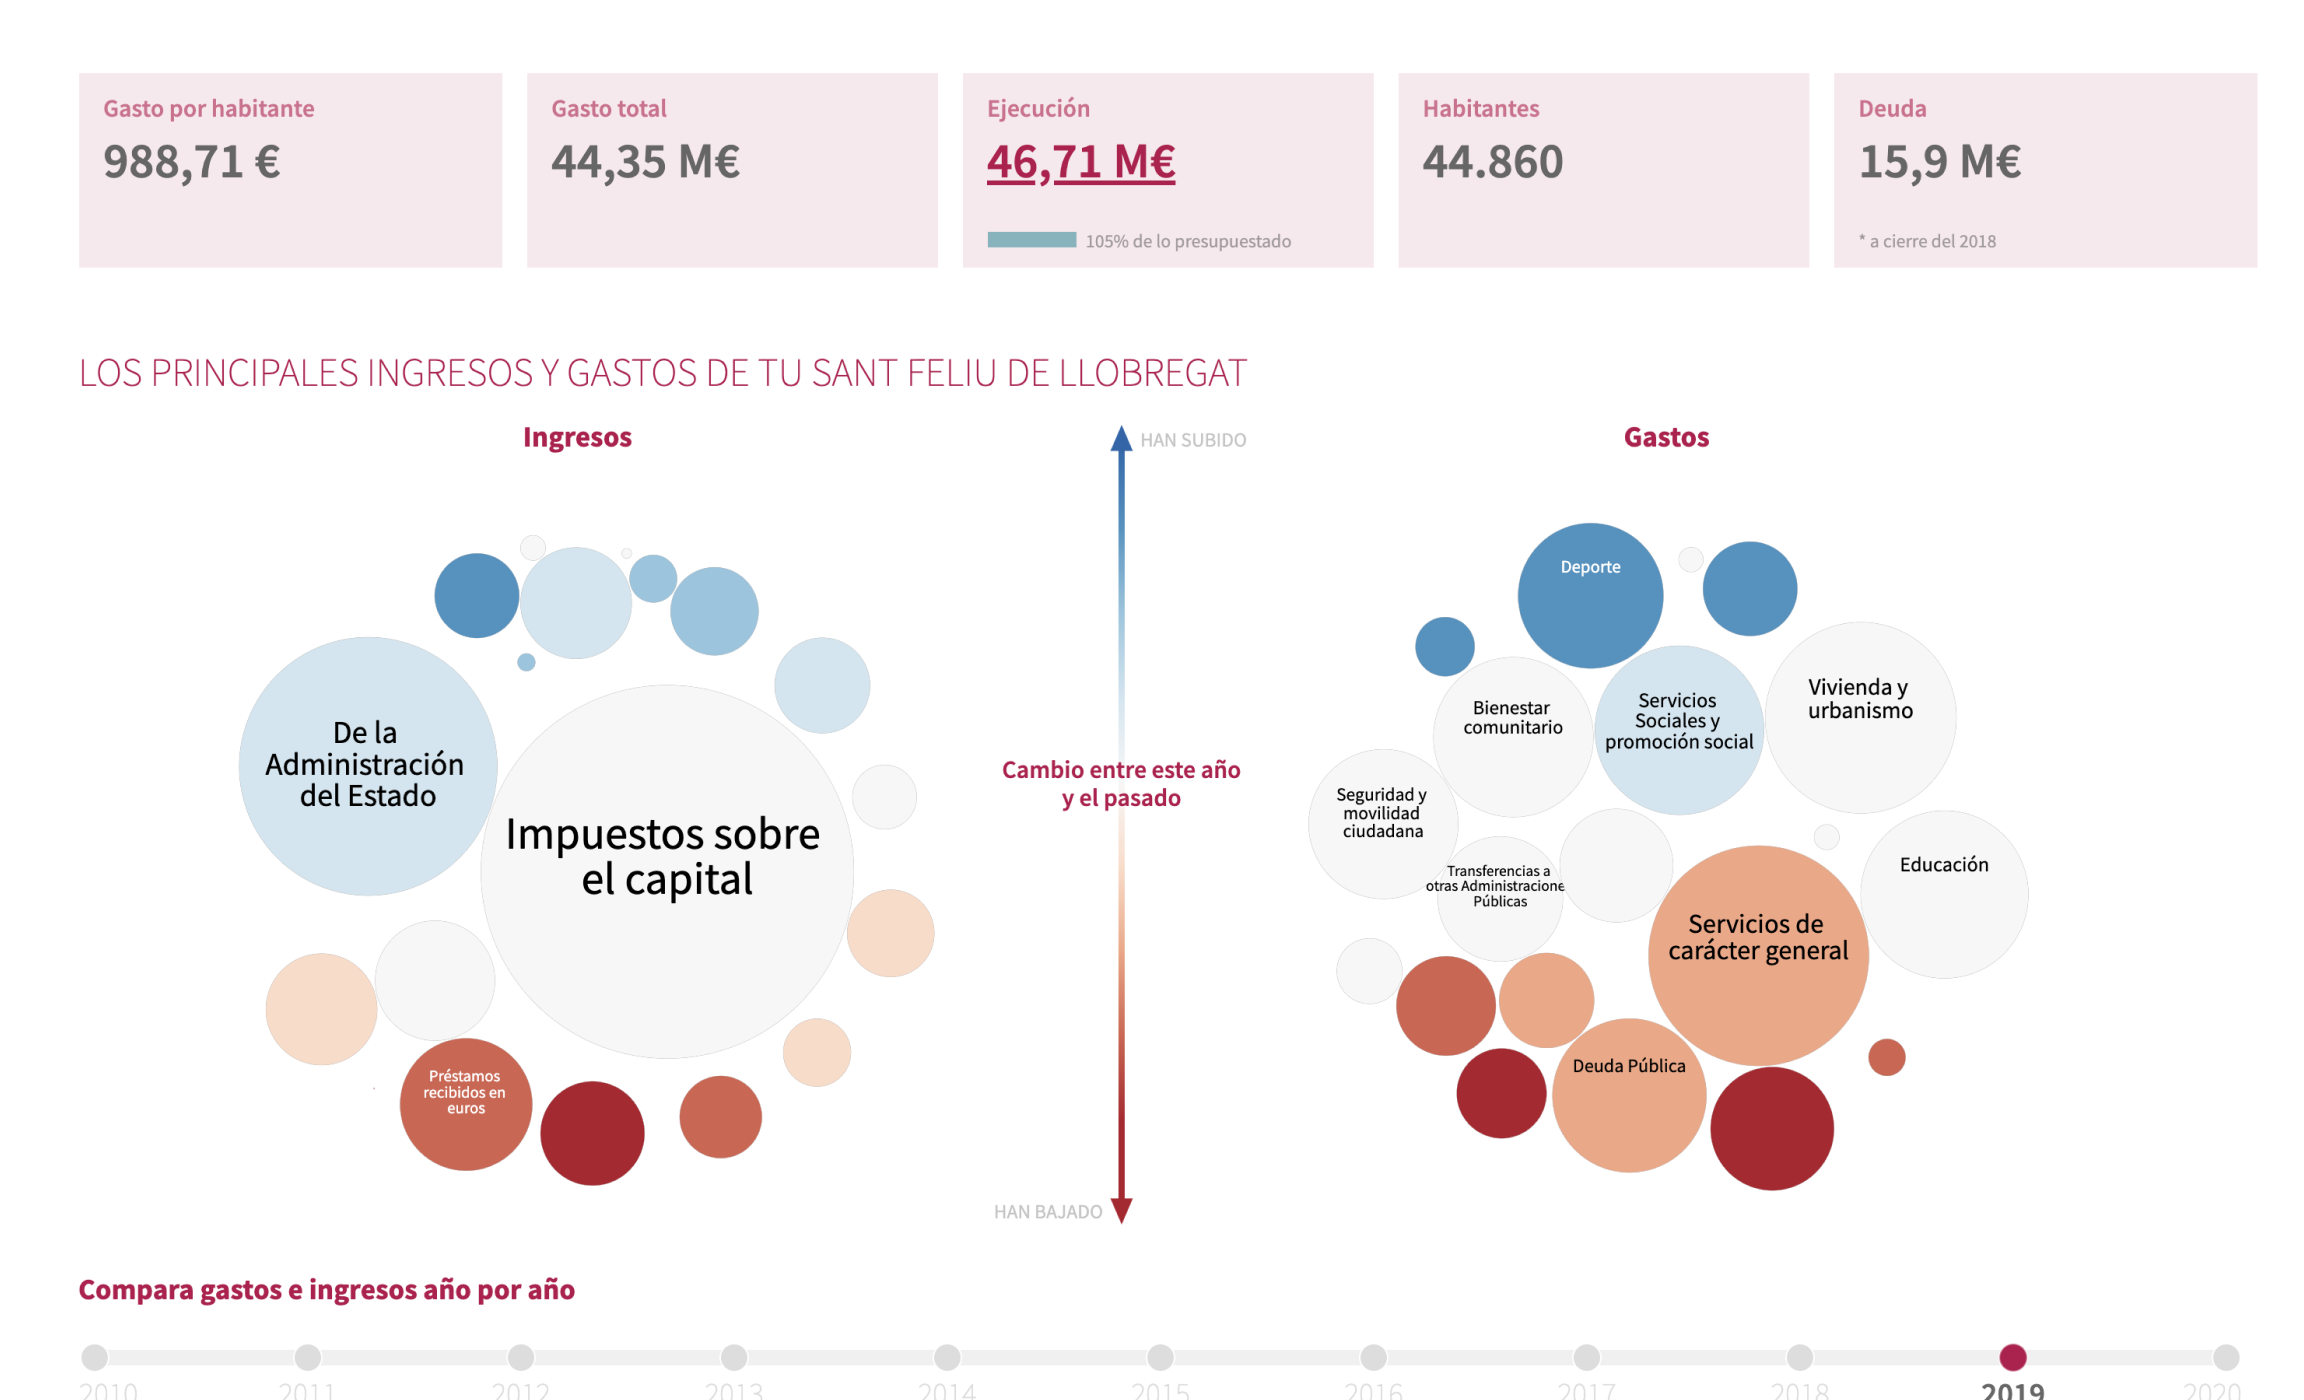 Gasto por habitante
988,71 €
Gasto total
44,35 M€
Ejecución
46,71 M€
105% de lo presupuestado
Habitantes
44.860
Deuda
15,9 M€
* a cierre del 2018
LOS PRINCIPALES INGRESOS Y GASTOS DE TU SANT FELIU DE LLOBREGAT
Ingresos
De la
Administración
del Estado
Impuestos sobre
el capital
Préstamos
recibidos en
euros
HAN SUBIDO
Cambio entre este año
y el pasado
HAN BAJADO
Gastos
Deporte
Bienestar
comunitario
Servicios
Sociales y
promoción social
Vivienda y
urbanismo
Seguridad y
movilidad
ciudadana
Transferencias a
otras Administracione
Públicas
Educación
Servicios de
carácter general
Deuda Pública
Compara gastos e ingresos año por año
2010 2011 2012 2013 2014 2015 2016 2017 2018 2019 2020